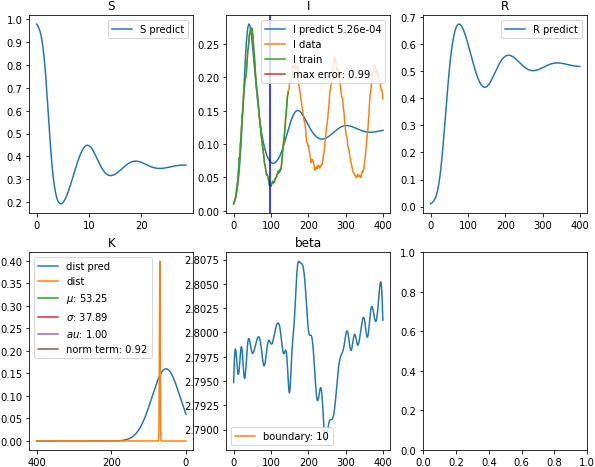 S
S predict
1.0
0.9
0.8
0.7
0.6
0.5
0.4
0.3
0.2
0 10 20
I
I predict 5.26e-04
I data
I train
max error: 0.99
0.25
0.20
0.15
0.10
0.05
0.00
0 100 200 300 400
R
R predict
0.7
0.6
0.5
0.4
0.3
0.2
0.1
0.0
0 200 400
K
dist pred
dist
μ: 53.25
σ: 37.89
au: 1.00
norm term: 0.92
0.40
0.35
0.30
0.25
0.20
0.15
0.10
0.05
0.00
400 200 0
beta
2.8075
2.8050
2.8025
2.8000
2.7975
2.7950
2.7925
2.7900
boundary: 10
0 100 200 300 400
1.0
0.8
0.6
0.4
0.2
0.0
0.0 0.2 0.4 0.6 0.8 1.0